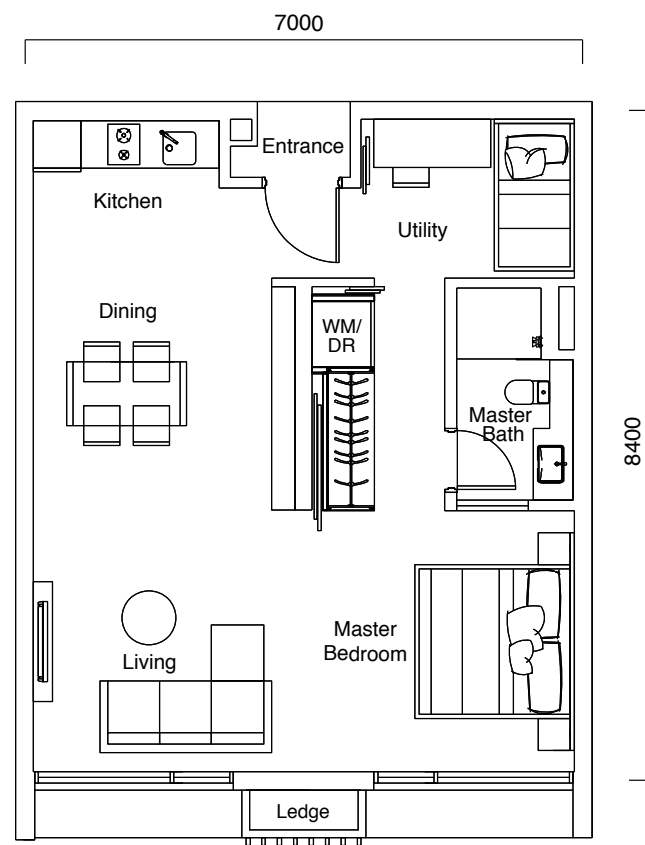 7000
Entrance
Kitchen
Utility
Dining
WM/
DR
Master
Bath
8400
Master
Bedroom
Living
Ledge